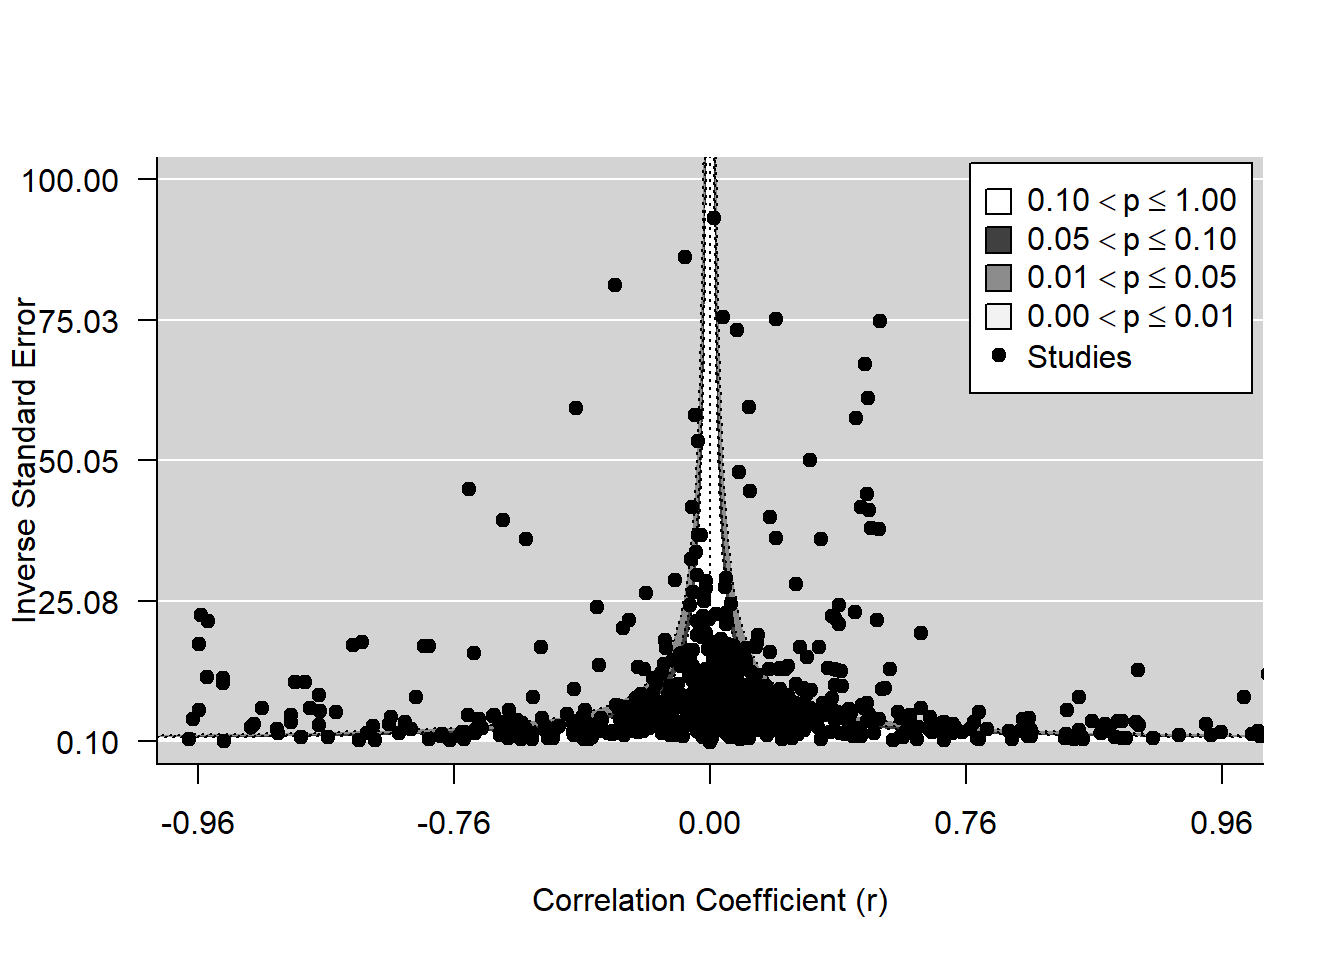 100.00
75.03
50.05
25.08
0.10
Inverse Standard Error
0.10 < p ≤ 1.00
0.05 < p ≤ 0.10
0.01 < p ≤ 0.05
0.00 < p ≤ 0.01
Studies
-0.96 -0.76 0.00 0.76 0.96
Correlation Coefficient (r)